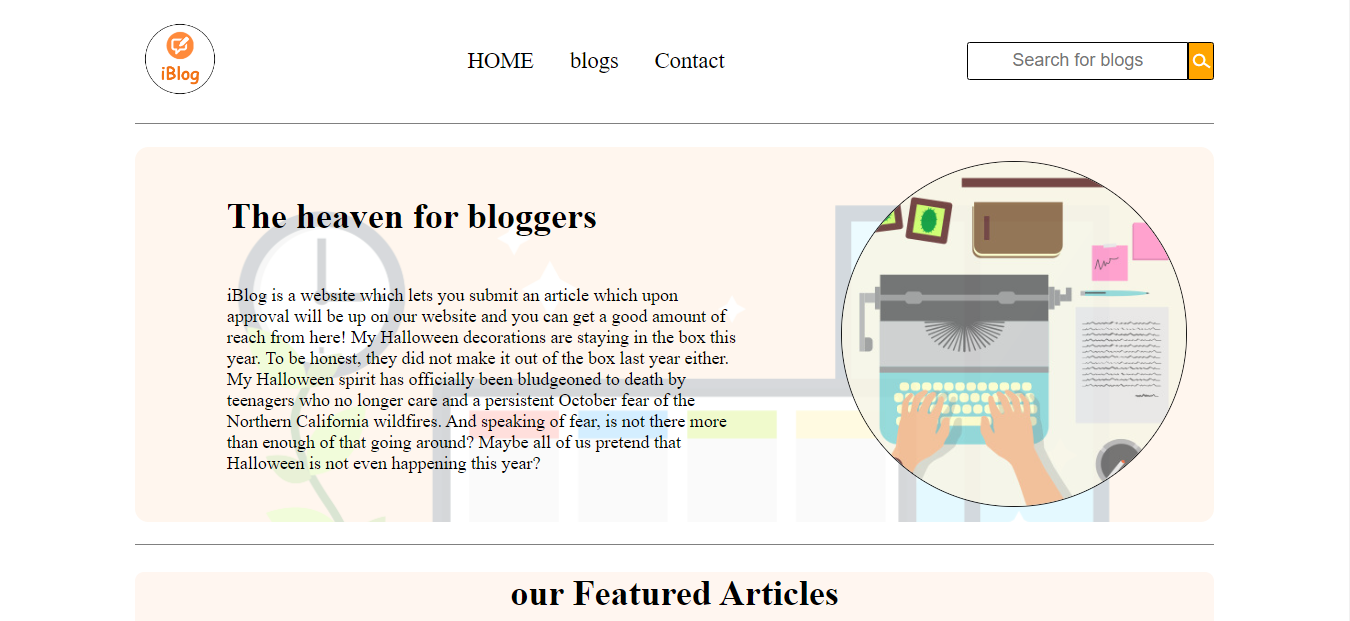 iBlog
HOME blogs Contact
Search for blogs
The heaven for bloggers
iBlog is a website which lets you submit an article which upon
approval will be up on our website and you can get a good amount of
reach from here! My Halloween decorations are staying in the box this
year. To be honest, they did not make it out of the box last year either.
My Halloween spirit has officially been bludgeoned to death by
teenagers who no longer care and a persistent October fear of the
Northern California wildfires. And speaking of fear, is not there more
than enough of that going around? Maybe all of us pretend that
Halloween is not even happening this year?
our Featured Articles